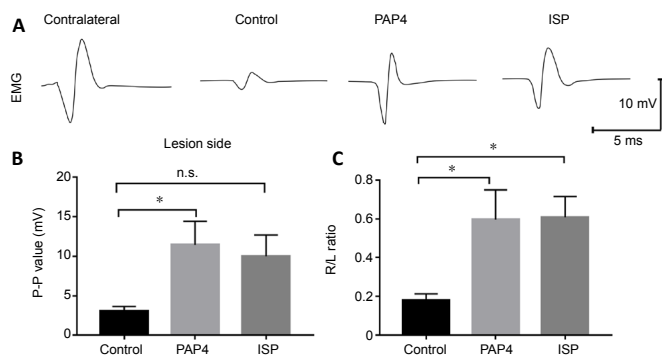 A
Contralateral
Control
PAP4
ISP
EMG
10 mV
5 ms
B
Lesion side
n.s.
*
P-P value (mV)
20
15
10
5
0
Control
PAP4
ISP
C
*
*
R/L ratio
0.8
0.6
0.4
0.2
0
Control
PAP4
ISP